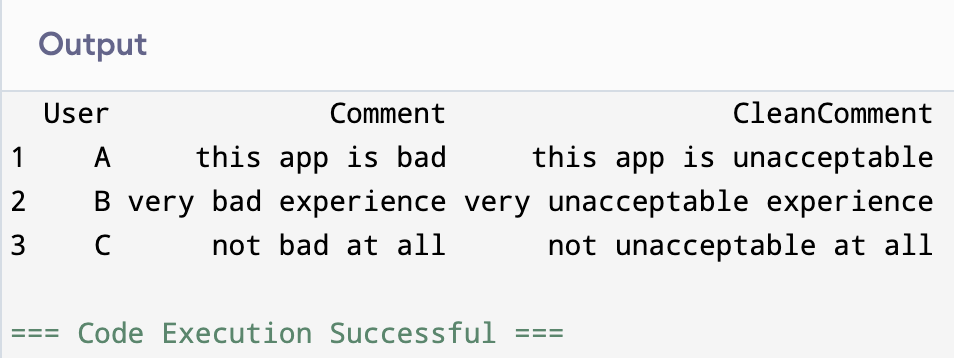 Output
User Comment CleanComment
1 A this app is bad this app is unacceptable
2 B very bad experience very unacceptable experience
3 C not bad at all not unacceptable at all
=== Code Execution Successful ===